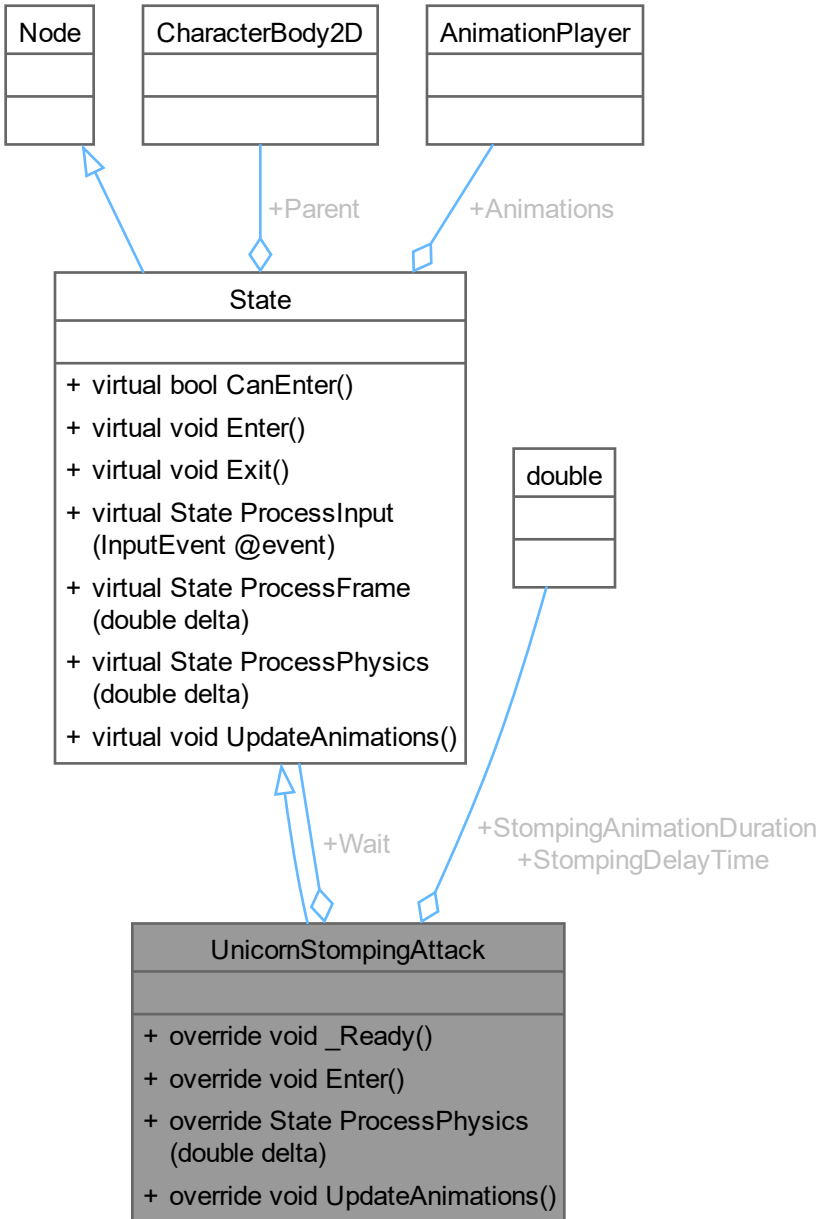 Node
CharacterBody2D
AnimationPlayer
+Parent
+Animations
State
+ virtual bool CanEnter()
+ virtual void Enter()
+ virtual void Exit()
+ virtual State ProcessInput
(InputEvent @event)
+ virtual State ProcessFrame
(double delta)
+ virtual State ProcessPhysics
(double delta)
+ virtual void UpdateAnimations()
double
+Wait
+StompingAnimationDuration
+StompingDelayTime
UnicornStompingAttack
+ override void _Ready()
+ override void Enter()
+ override State ProcessPhysics
(double delta)
+ override void UpdateAnimations()